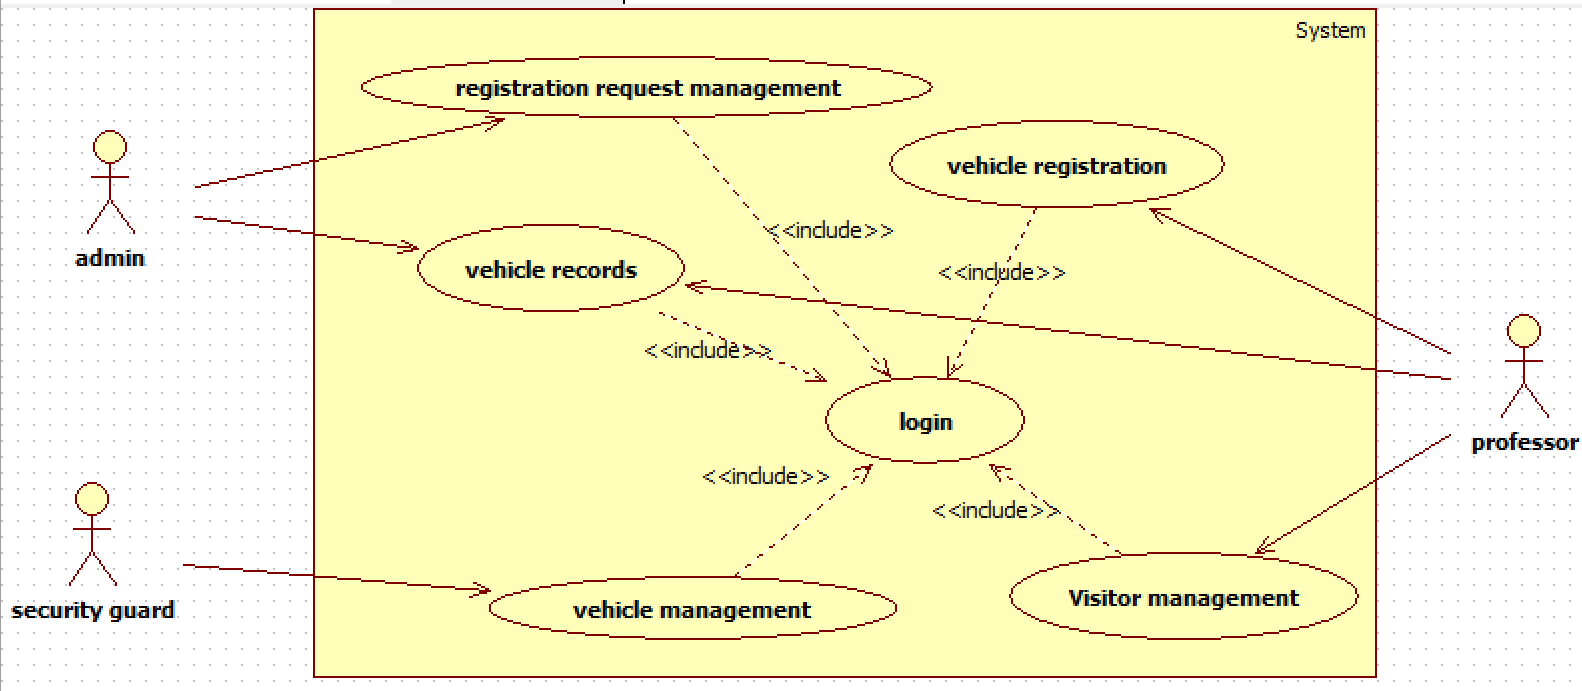 System
registration request management
vehicle registration
<<include>>
admin
vehicle records
<<include>>
<<include>>
login
professor
<<include>>
<<include>>
security guard
vehicle management
Visitor management